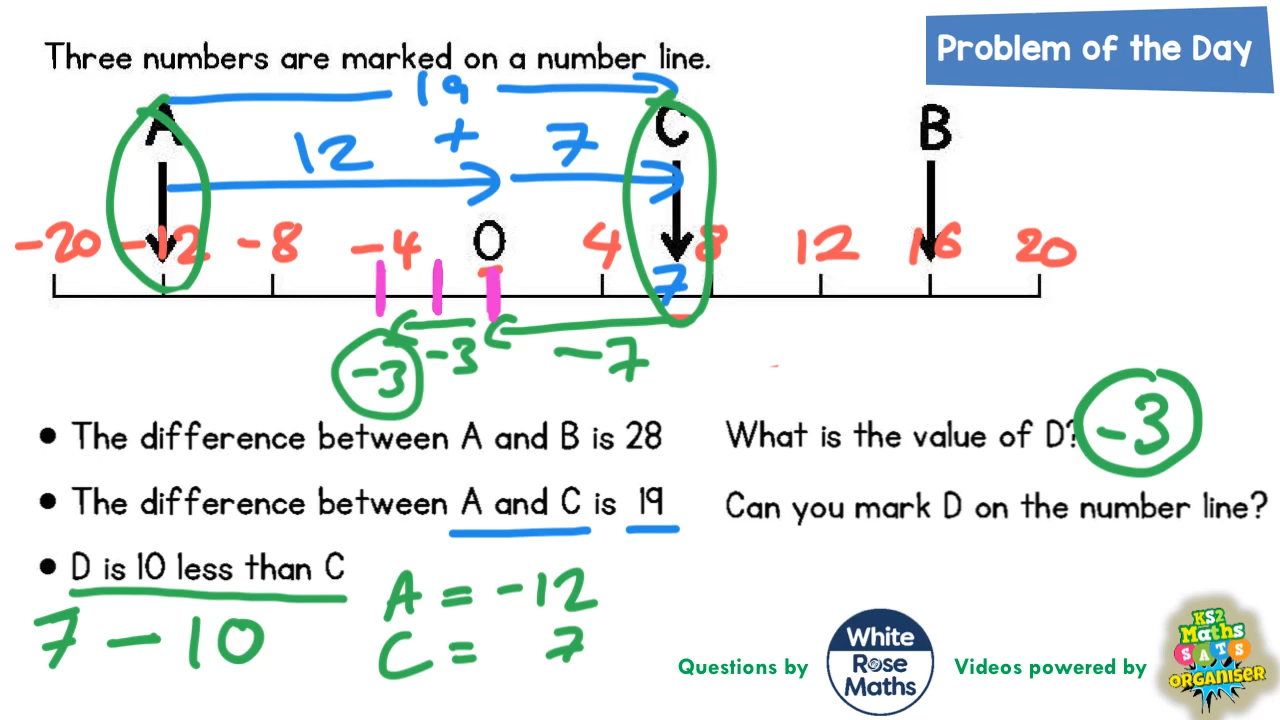 Problem of the Day
Three numbers are marked on a number line.
19
A C B
12 + 7
-20 -12 -8 -4 0 4 8 12 16 20
7
-3 -3 -7
• The difference between A and B is 28
What is the value of D? -3
• The difference between A and C is 19
Can you mark D on the number line?
• D is 10 less than C
7 - 10
A = -12
C = 7
Questions by
White
Rose
Maths
Videos powered by
KS2
Maths
SATS
ORGANISER